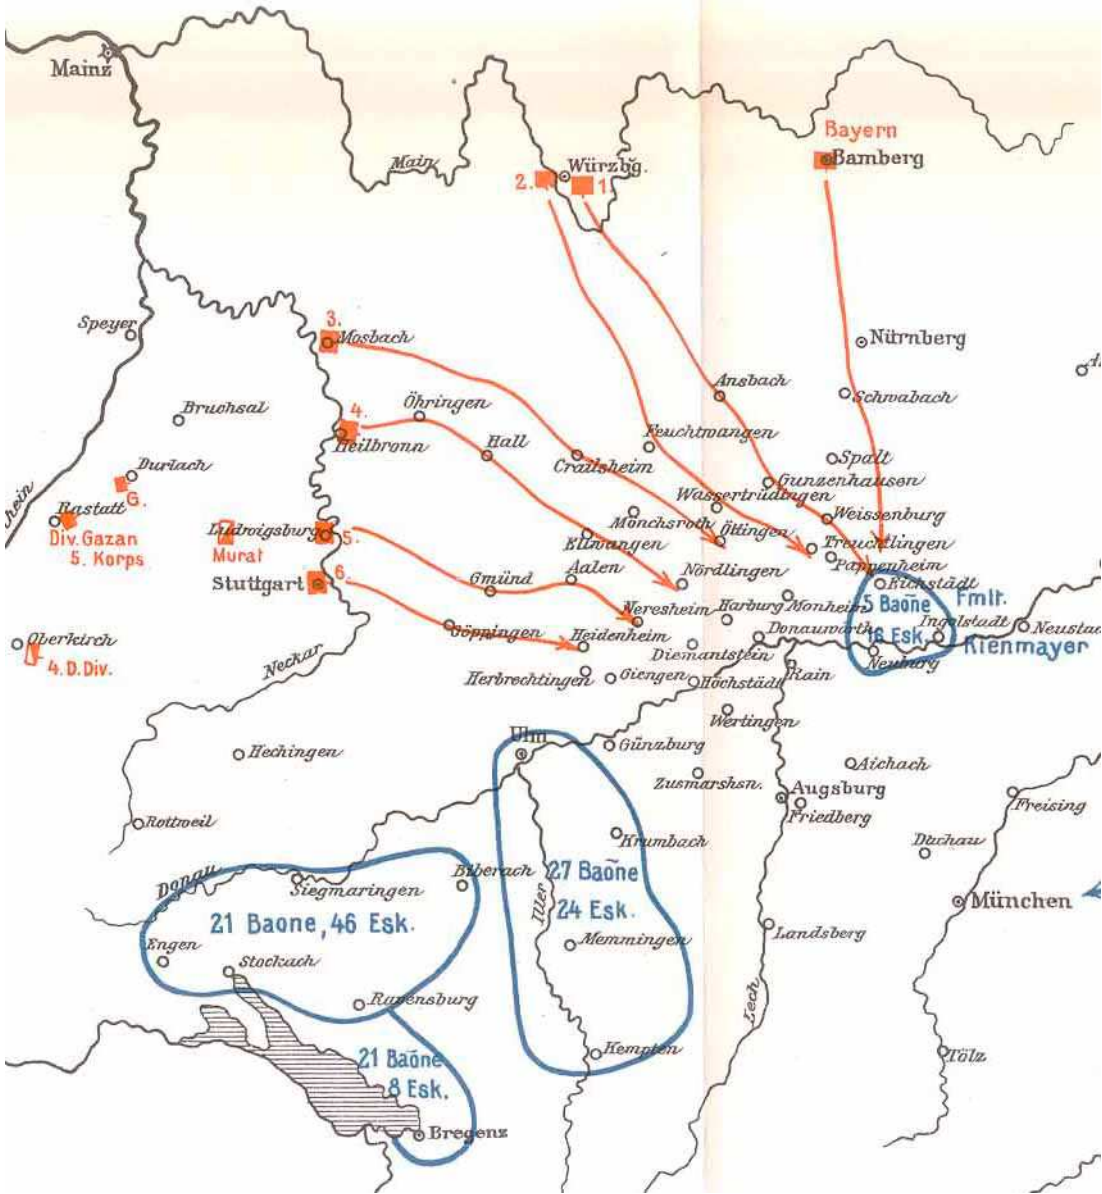 Mainz
Main
Bayern
Bamberg
Würzbg.
2.
1.
Speyer
3.
Mosbach
Nürnberg
Ansbach
Schwabach
Bruchsal
Öhringen
4.
Heilbronn
Hall
Feuchtwangen
Crailsheim
Spalt
Durlach
G.
Gunzenhausen
Wassertrüdingen
Rastatt
Div. Gazan
5. Korps
Ludwigsburg
5.
Murat
Mönchsroth
Öttingen
Weissenburg
Ellwangen
Treuchtlingen
Pappenheim
Stuttgart
6.
Gmünd
Aalen
Nördlingen
Eichstädt
Neresheim
Harburg
Monheim
5 Baone
Fmlt.
16 Esk.
Ingolstadt
Neustad
Kienmayer
Göppingen
Heidenheim
Donauwörth
Oberkirch
4. D. Div.
Neckar
Diemantstein
Neuburg
Herbrechtingen
Giengen
Höchstädt
Rain
Wertingen
Ulm
Günzburg
Hechingen
Zusmarshsn.
Aichach
Augsburg
Friedberg
Freising
Rottweil
Krumbach
Dachau
Donau
Siegmaringen
Biberach
27 Baone
24 Esk.
Iller
München
21 Baone, 46 Esk.
Memmingen
Landsberg
Engen
Stockach
Ravensburg
Lech
21 Baone
8 Esk.
Kempten
Tölz
Bregenz